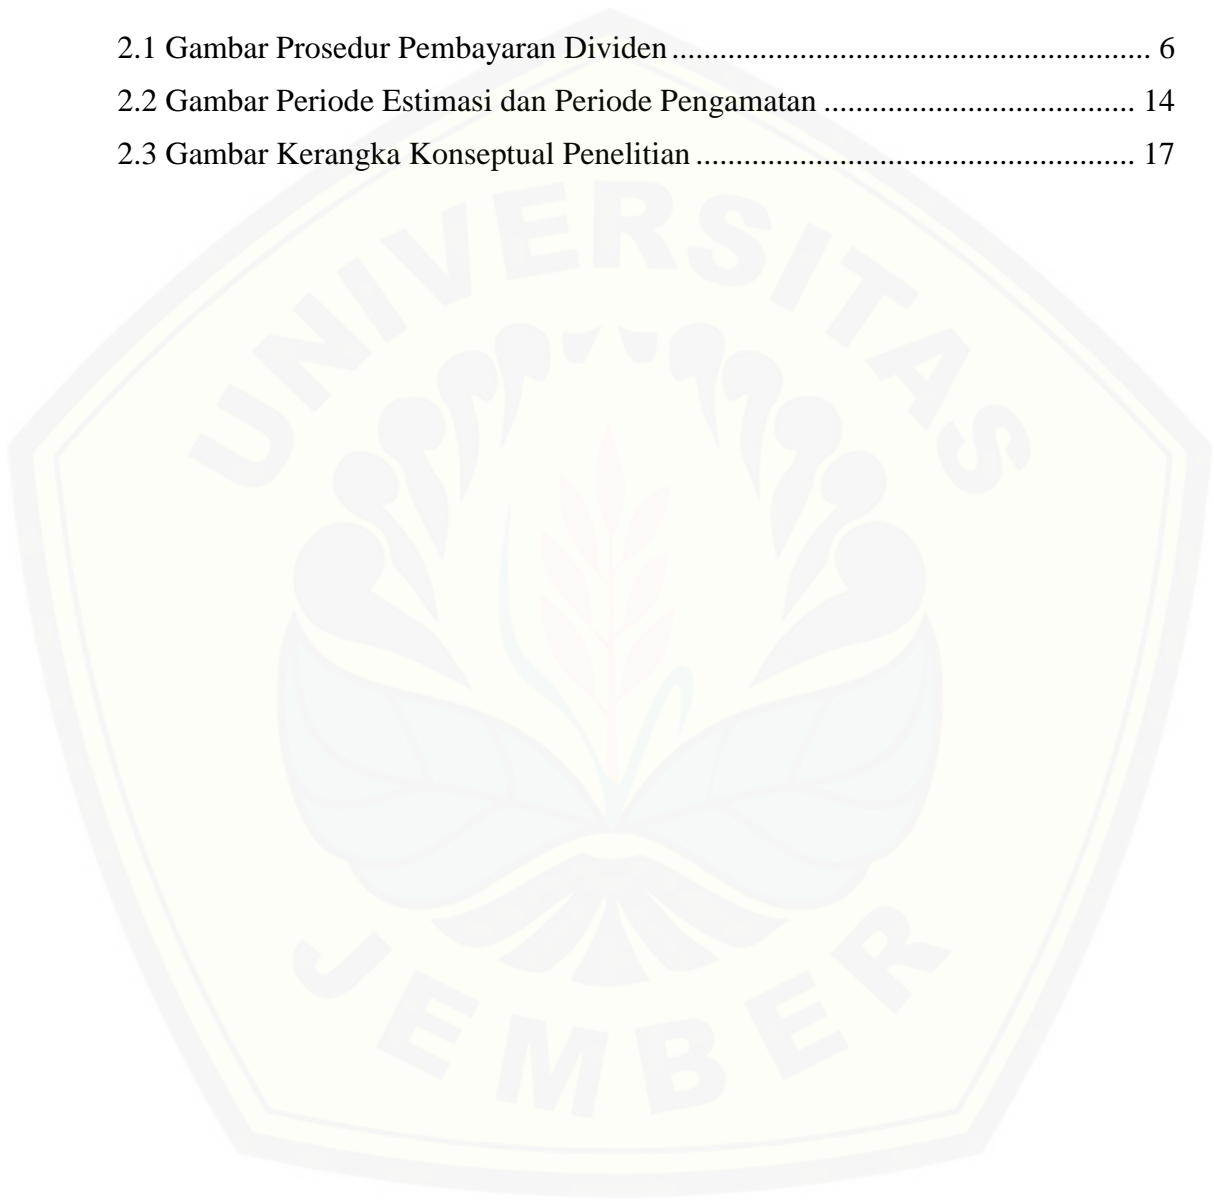 2.1 Gambar Prosedur Pembayaran Dividen ............................................................ 6
2.2 Gambar Periode Estimasi dan Periode Pengamatan ....................................... 14
2.3 Gambar Kerangka Konseptual Penelitian ....................................................... 17
UNIVERSITAS
JEMBER